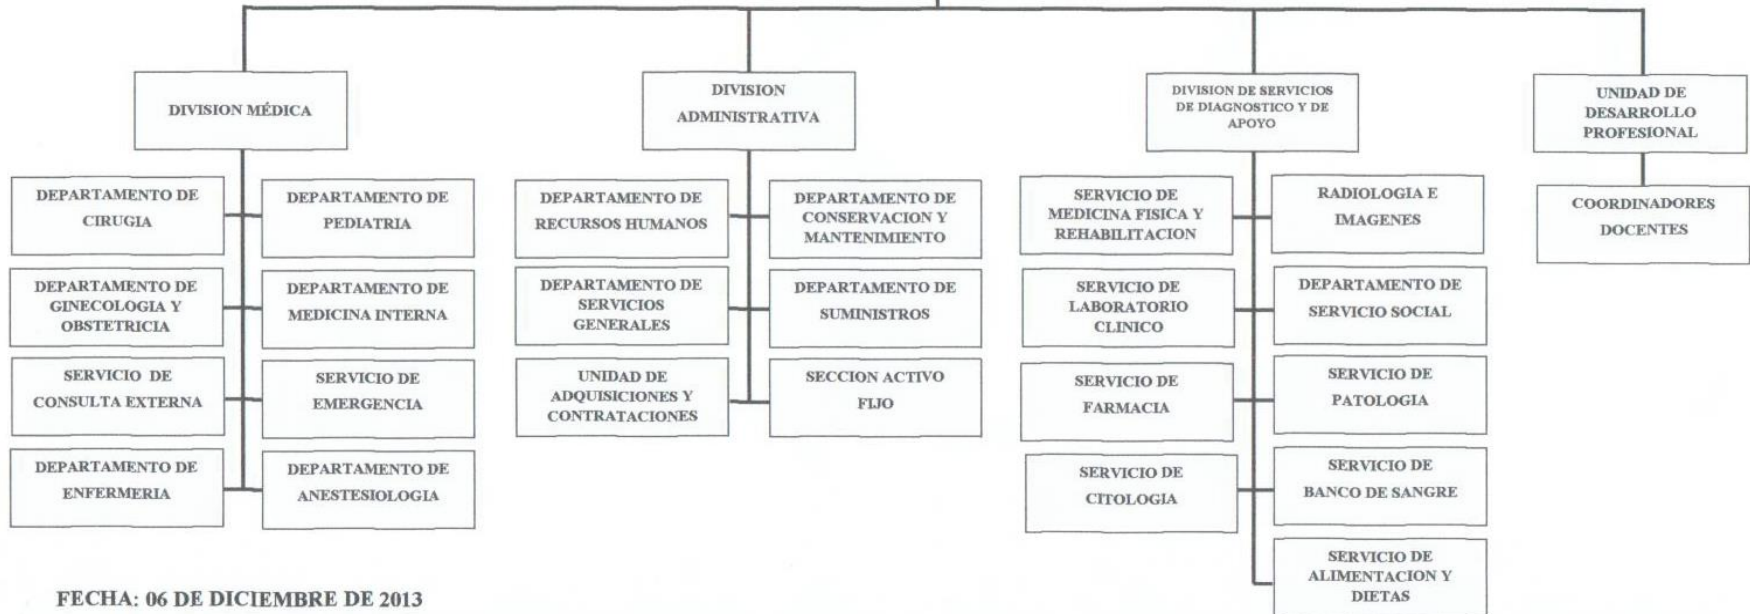 DIVISION MÉDICA
DEPARTAMENTO DE
CIRUGIA
DEPARTAMENTO DE
PEDIATRIA
DEPARTAMENTO DE
GINECOLOGIA Y
OBSTETRICIA
DEPARTAMENTO DE
MEDICINA INTERNA
SERVICIO DE
CONSULTA EXTERNA
SERVICIO DE
EMERGENCIA
DEPARTAMENTO DE
ENFERMERIA
DEPARTAMENTO DE
ANESTESIOLOGIA
DIVISION
ADMINISTRATIVA
DEPARTAMENTO DE
RECURSOS HUMANOS
DEPARTAMENTO DE
CONSERVACION Y
MANTENIMIENTO
DEPARTAMENTO DE
SERVICIOS
GENERALES
DEPARTAMENTO DE
SUMINISTROS
UNIDAD DE
ADQUISICIONES Y
CONTRATACIONES
SECCION ACTIVO
FIJO
DIVISION DE SERVICIOS
DE DIAGNOSTICO Y DE
APOYO
SERVICIO DE
MEDICINA FISICA Y
REHABILITACION
RADIOLOGIA E
IMAGENES
SERVICIO DE
LABORATORIO
CLINICO
DEPARTAMENTO DE
SERVICIO SOCIAL
SERVICIO DE
FARMACIA
SERVICIO DE
PATOLOGIA
SERVICIO DE
CITOLOGIA
SERVICIO DE
BANCO DE SANGRE
SERVICIO DE
ALIMENTACION Y
DIETAS
UNIDAD DE
DESARROLLO
PROFESIONAL
COORDINADORES
DOCENTES
FECHA: 06 DE DICIEMBRE DE 2013